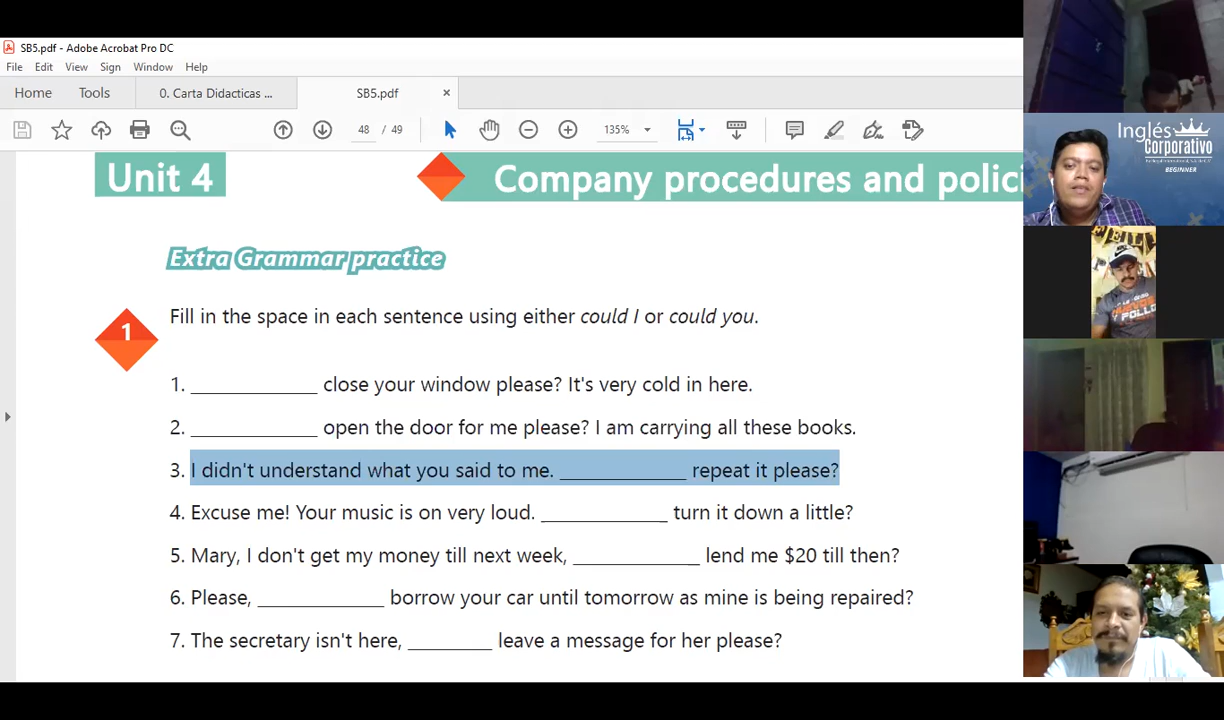 SB5.pdf - Adobe Acrobat Pro DC
File Edit View Sign Window Help
Home Tools 0. Carta Didacticas ... SB5.pdf ×
48 / 49 135%
Unit 4 Company procedures and polici
Extra Grammar practice
1 Fill in the space in each sentence using either could I or could you.
1. _____________ close your window please? It's very cold in here.
2. _____________ open the door for me please? I am carrying all these books.
3. I didn't understand what you said to me. _____________ repeat it please?
4. Excuse me! Your music is on very loud. _____________ turn it down a little?
5. Mary, I don't get my money till next week, _____________ lend me $20 till then?
6. Please, _____________ borrow your car until tomorrow as mine is being repaired?
7. The secretary isn't here, _________ leave a message for her please?
Inglés
Corporativo
BEGINNER